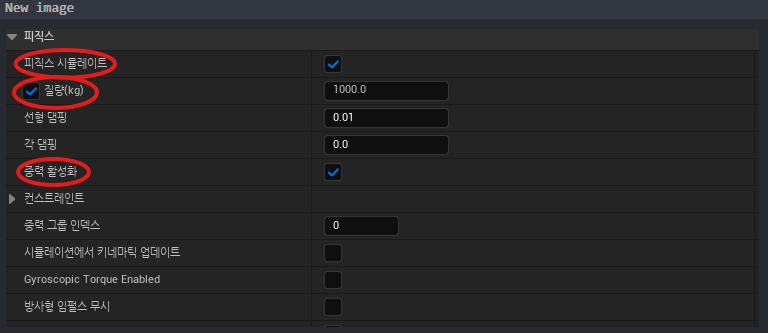 New image
피직스
피직스 시뮬레이트
질량(kg) 1000.0
선형 댐핑 0.01
각 댐핑 0.0
중력 활성화
컨스트레인트
중력 그룹 인덱스 0
시뮬레이션에서 키네마틱 업데이트
Gyroscopic Torque Enabled
방사형 임펄스 무시